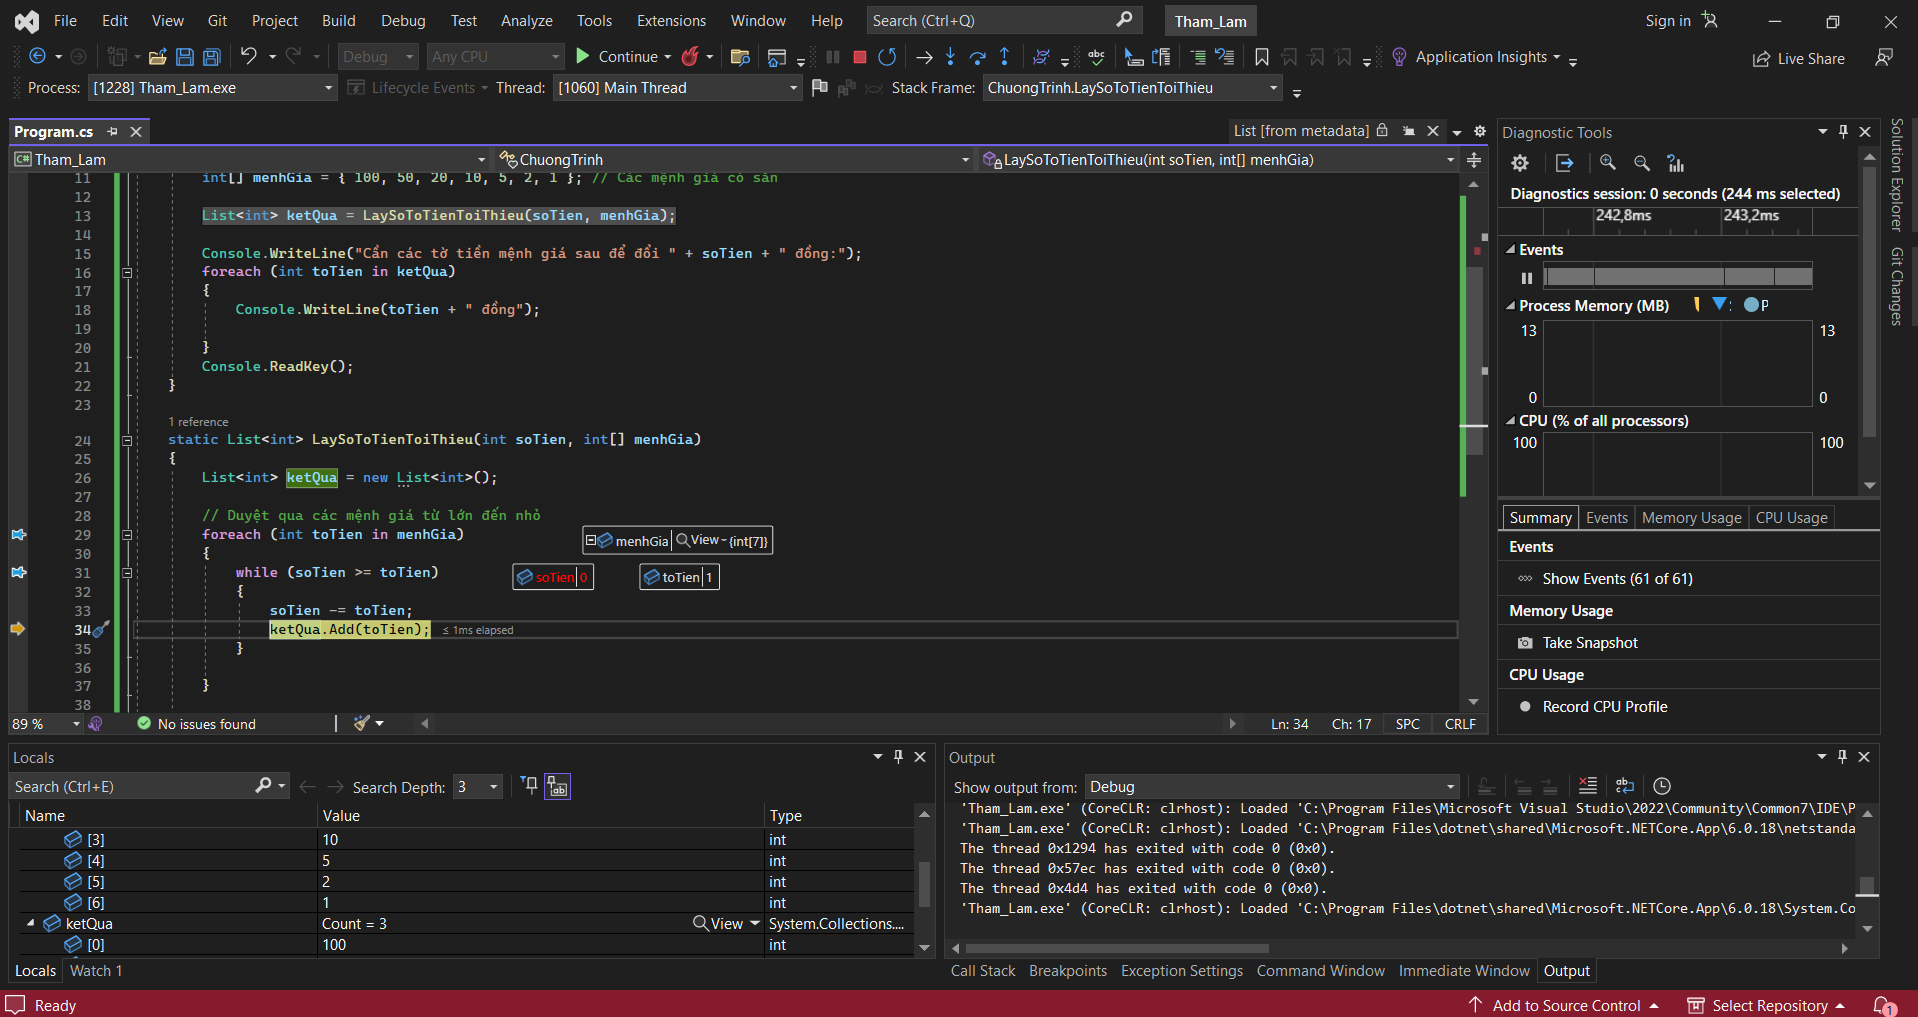 File Edit View Git Project Build Debug Test Analyze Tools Extensions Window Help Search (Ctrl+Q) Tham_Lam Sign in
Debug Any CPU Continue Application Insights Live Share
Process: [1228] Tham_Lam.exe Lifecycle Events Thread: [1060] Main Thread Stack Frame: ChuongTrinh.LaySoToTienToiThieu
Program.cs List [from metadata]
Tham_Lam ChuongTrinh LaySoToTienToiThieu(int soTien, int[] menhGia)
11 int[] menhGia = { 100, 50, 20, 10, 5, 2, 1 }; // Các mệnh giá có sẵn
12
13 List<int> ketQua = LaySoToTienToiThieu(soTien, menhGia);
14
15 Console.WriteLine("Cần các tờ tiền mệnh giá sau để đổi " + soTien + " đồng:");
16 foreach (int toTien in ketQua)
17 {
18 Console.WriteLine(toTien + " đồng");
19
20 }
21 Console.ReadKey();
22 }
23
1 reference
24 static List<int> LaySoToTienToiThieu(int soTien, int[] menhGia)
25 {
26 List<int> ketQua = new List<int>();
27
28 // Duyệt qua các mệnh giá từ lớn đến nhỏ
29 foreach (int toTien in menhGia) menhGia View {int[7]}
30 {
31 while (soTien >= toTien) soTien 0 toTien 1
32 {
33 soTien -= toTien;
34 ketQua.Add(toTien); ≤ 1ms elapsed
35 }
36
37 }
38
89 % No issues found Ln: 34 Ch: 17 SPC CRLF
Diagnostic Tools
Diagnostics session: 0 seconds (244 ms selected)
242,8ms 243,2ms
Events
Process Memory (MB) P
13 13
0 0
CPU (% of all processors)
100 100
Summary Events Memory Usage CPU Usage
Events
Show Events (61 of 61)
Memory Usage
Take Snapshot
CPU Usage
Record CPU Profile
Solution Explorer
Git Changes
Locals
Search (Ctrl+E) Search Depth: 3
Name Value Type
[3] 10 int
[4] 5 int
[5] 2 int
[6] 1 int
ketQua Count = 3 View System.Collections....
[0] 100 int
Locals Watch 1
Output
Show output from: Debug
'Tham_Lam.exe' (CoreCLR: clrhost): Loaded 'C:\Program Files\Microsoft Visual Studio\2022\Community\Common7\IDE\P
'Tham_Lam.exe' (CoreCLR: clrhost): Loaded 'C:\Program Files\dotnet\shared\Microsoft.NETCore.App\6.0.18\netstanda
The thread 0x1294 has exited with code 0 (0x0).
The thread 0x57ec has exited with code 0 (0x0).
The thread 0x4d4 has exited with code 0 (0x0).
'Tham_Lam.exe' (CoreCLR: clrhost): Loaded 'C:\Program Files\dotnet\shared\Microsoft.NETCore.App\6.0.18\System.Co
Call Stack Breakpoints Exception Settings Command Window Immediate Window Output
Ready Add to Source Control Select Repository 1